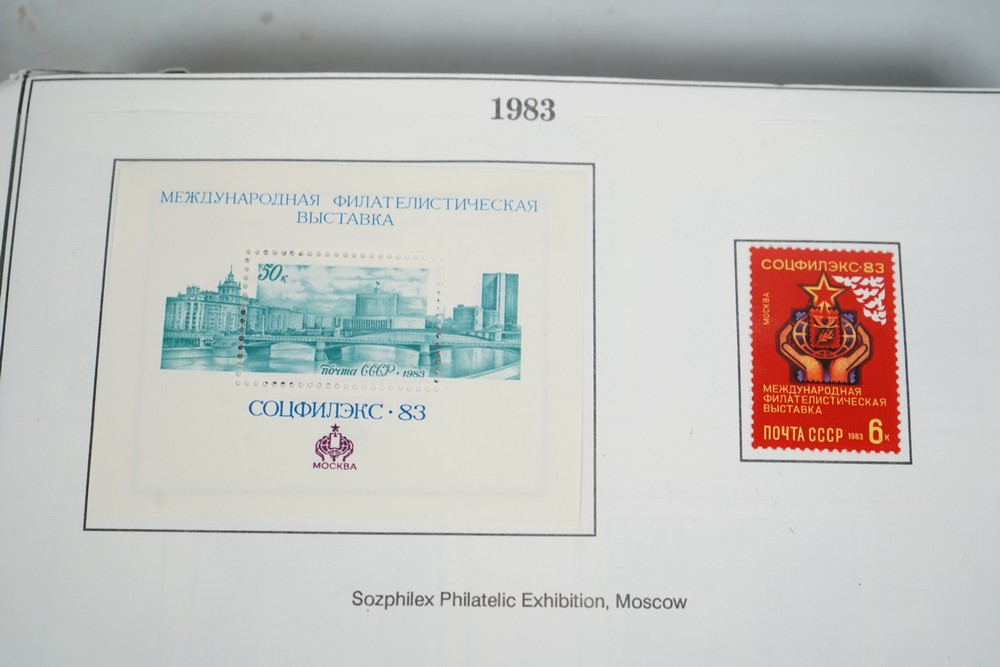 1983
МЕЖДУНАРОДНАЯ ФИЛАТЕЛИСТИЧЕСКАЯ
ВЫСТАВКА
50к
почта СССР • 1983
СОЦФИЛЭКС • 83
МОСКВА
СОЦФИЛЭКС•83
МОСКВА
МЕЖДУНАРОДНАЯ
ФИЛАТЕЛИСТИЧЕСКАЯ
ВЫСТАВКА
ПОЧТА СССР 1983 6к
Sozphilex Philatelic Exhibition, Moscow